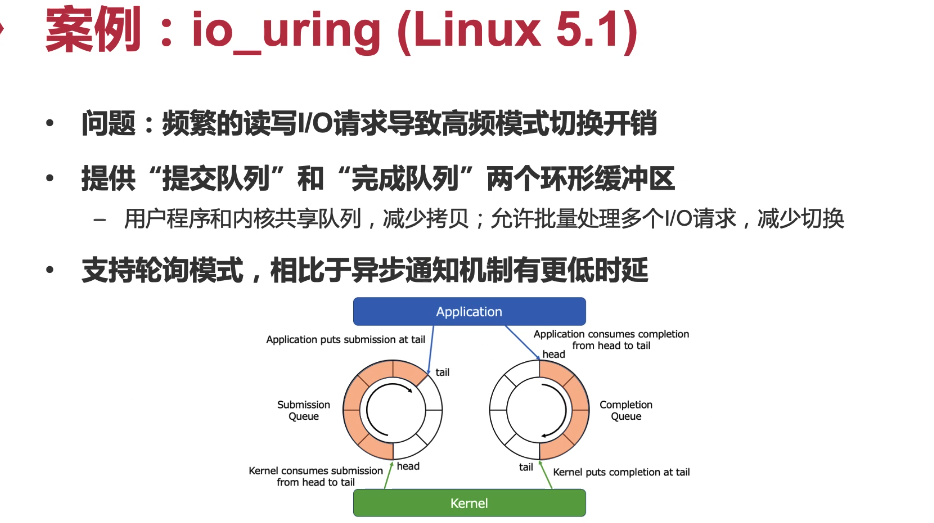 案例：io_uring (Linux 5.1)
• 问题：频繁的读写I/O请求导致高频模式切换开销
• 提供“提交队列”和“完成队列”两个环形缓冲区
– 用户程序和内核共享队列，减少拷贝；允许批量处理多个I/O请求，减少切换
• 支持轮询模式，相比于异步通知机制有更低时延
Application
Application puts submission at tail
Application consumes completion
from head to tail
head
tail
Submission
Queue
Completion
Queue
Kernel consumes submission
from head to tail
head
tail
Kernel puts completion at tail
Kernel